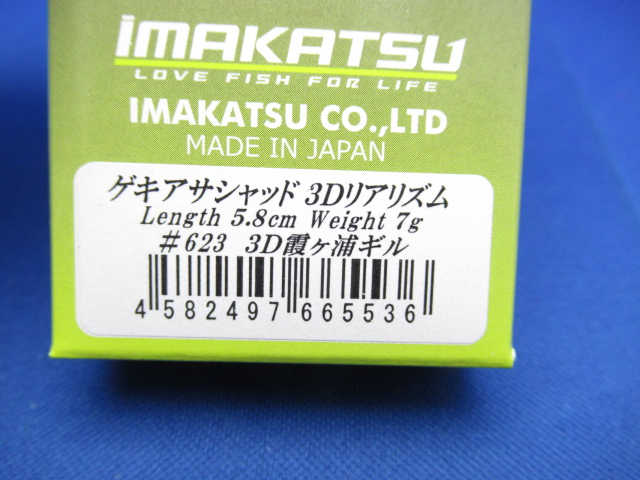 iMAKATSU
LOVE FISH FOR LIFE
IMAKATSU CO.,LTD
MADE IN JAPAN
ゲキアサシャッド 3Dリアリズム
Length 5.8cm Weight 7g
#623 3D霞ヶ浦ギル
4 582497 665536